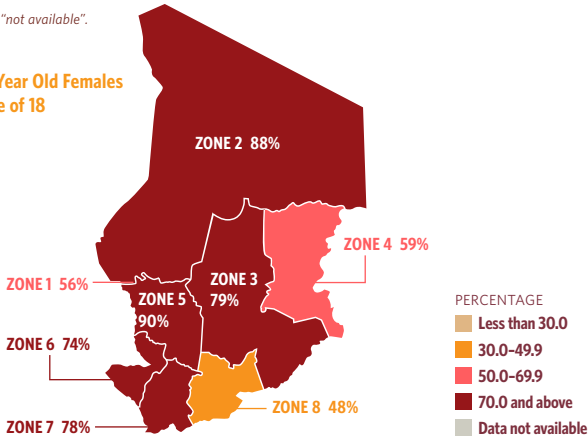 "not available".
Year Old Females
e of 18
ZONE 2 88%
ZONE 4 59%
ZONE 1 56%
ZONE 3
79%
ZONE 5
90%
ZONE 6 74%
ZONE 7 78%
ZONE 8 48%
PERCENTAGE
Less than 30.0
30.0–49.9
50.0–69.9
70.0 and above
Data not available